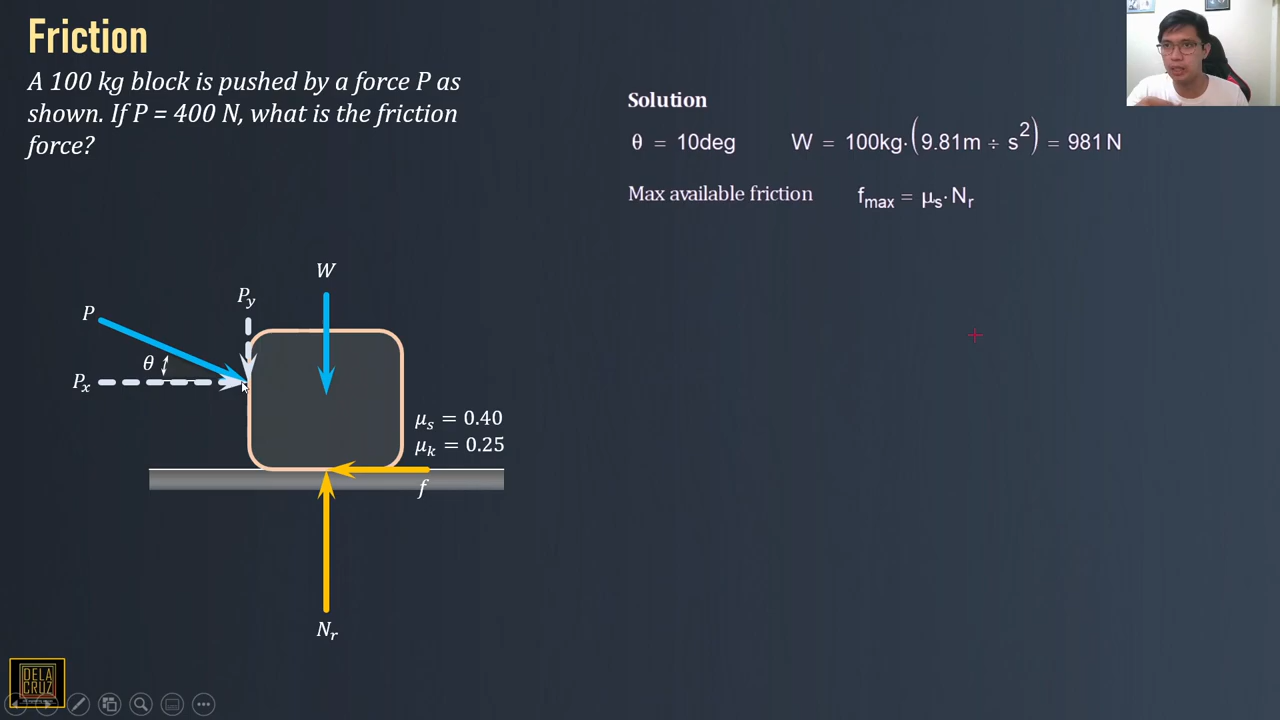 Friction
A 100 kg block is pushed by a force P as
shown. If P = 400 N, what is the friction
force?
Solution
θ = 10deg W = 100kg·(9.81m ÷ s²) = 981 N
Max available friction f_max = μ_s·N_r
W
P_y
P
θ
P_x
μ_s = 0.40
μ_k = 0.25
f
N_r
DELA
CRUZ